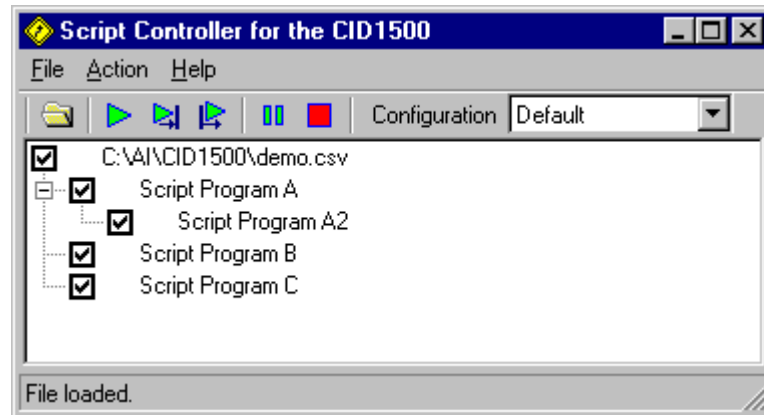 Script Controller for the CID1500
File Action Help
Configuration Default
C:\AI\CID1500\demo.csv
Script Program A
Script Program A2
Script Program B
Script Program C
File loaded.